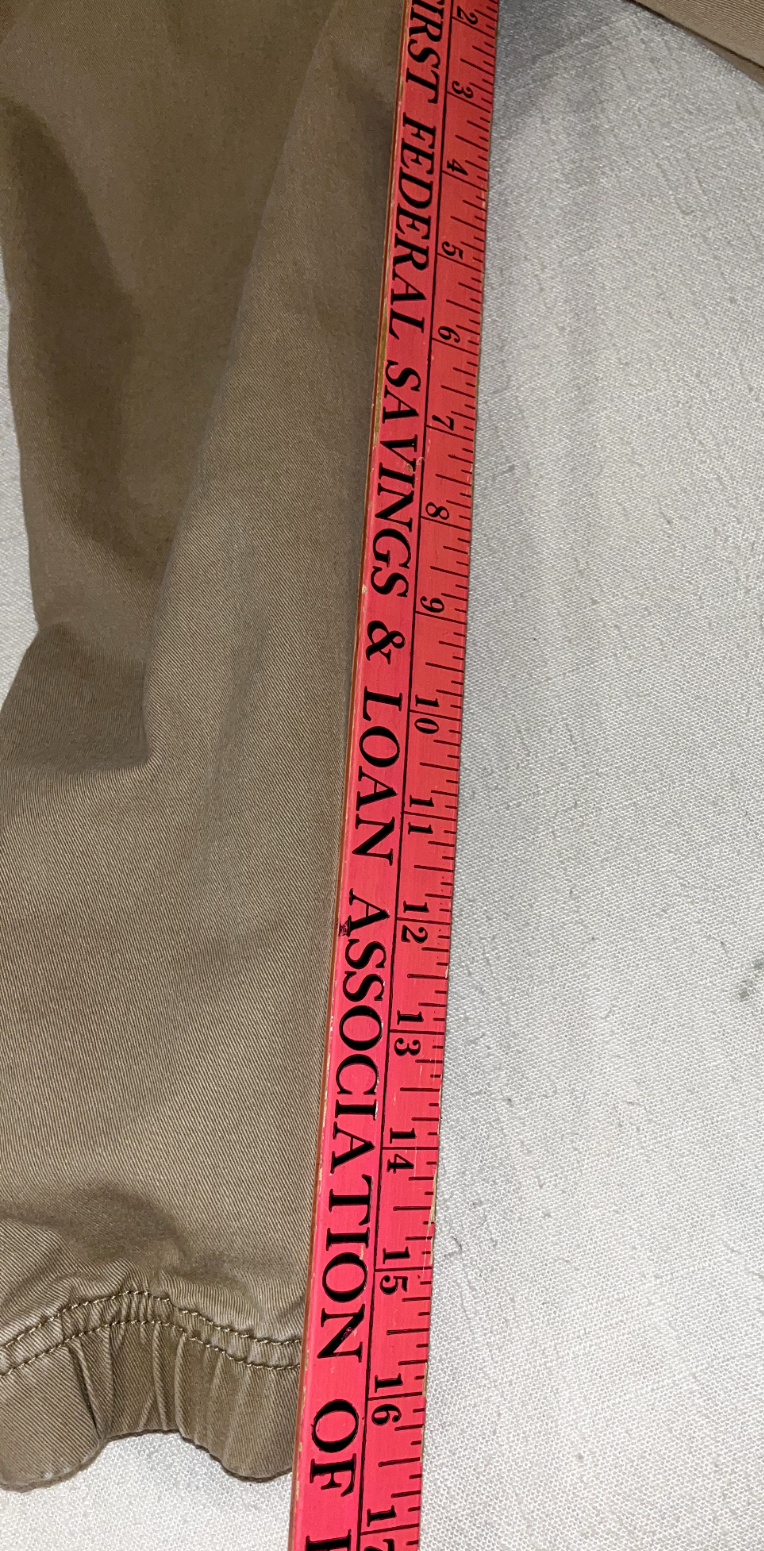 FIRST FEDERAL SAVINGS & LOAN ASSOCIATION OF
2 3 4 5 6 7 8 9 10 11 12 13 14 15 16